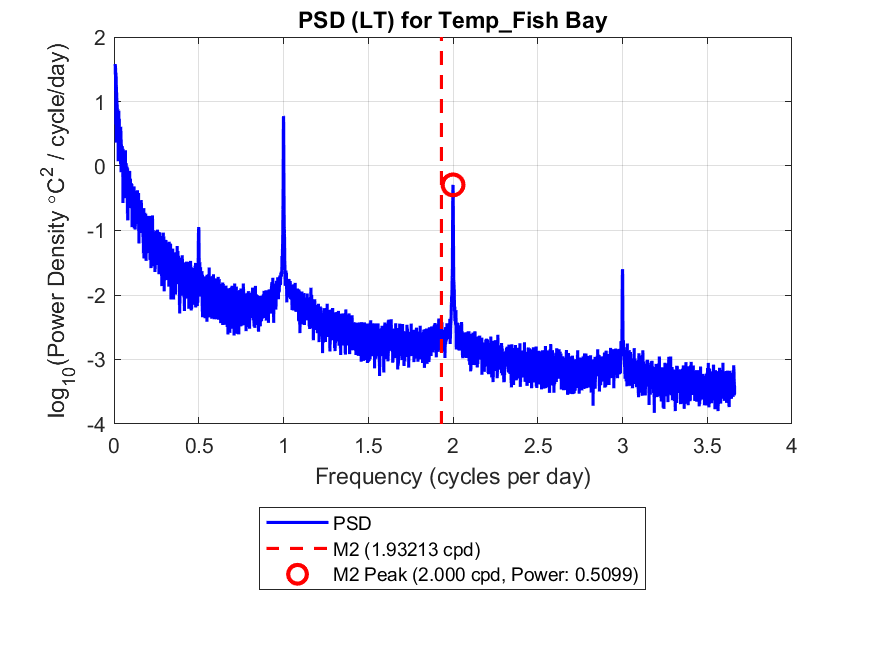 PSD (LT) for Temp_Fish Bay
log10(Power Density °C2 / cycle/day)
2
1
0
-1
-2
-3
-4
0 0.5 1 1.5 2 2.5 3 3.5 4
Frequency (cycles per day)
PSD
M2 (1.93213 cpd)
M2 Peak (2.000 cpd, Power: 0.5099)